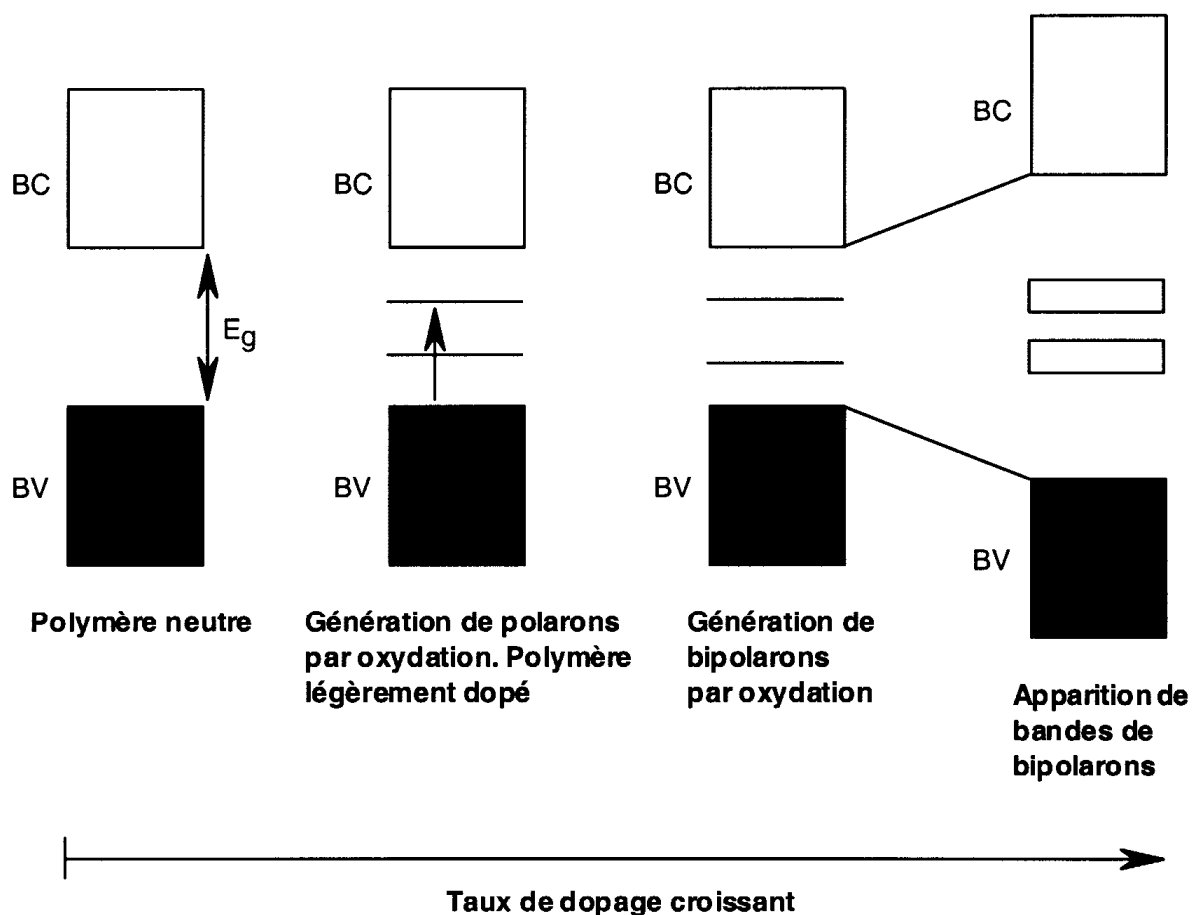 BC
BC
BC
BC
E_g
BV
BV
BV
BV
Polymère neutre
Génération de polarons
par oxydation. Polymère
légèrement dopé
Génération de
bipolarons
par oxydation
Apparition de
bandes de
bipolarons
Taux de dopage croissant